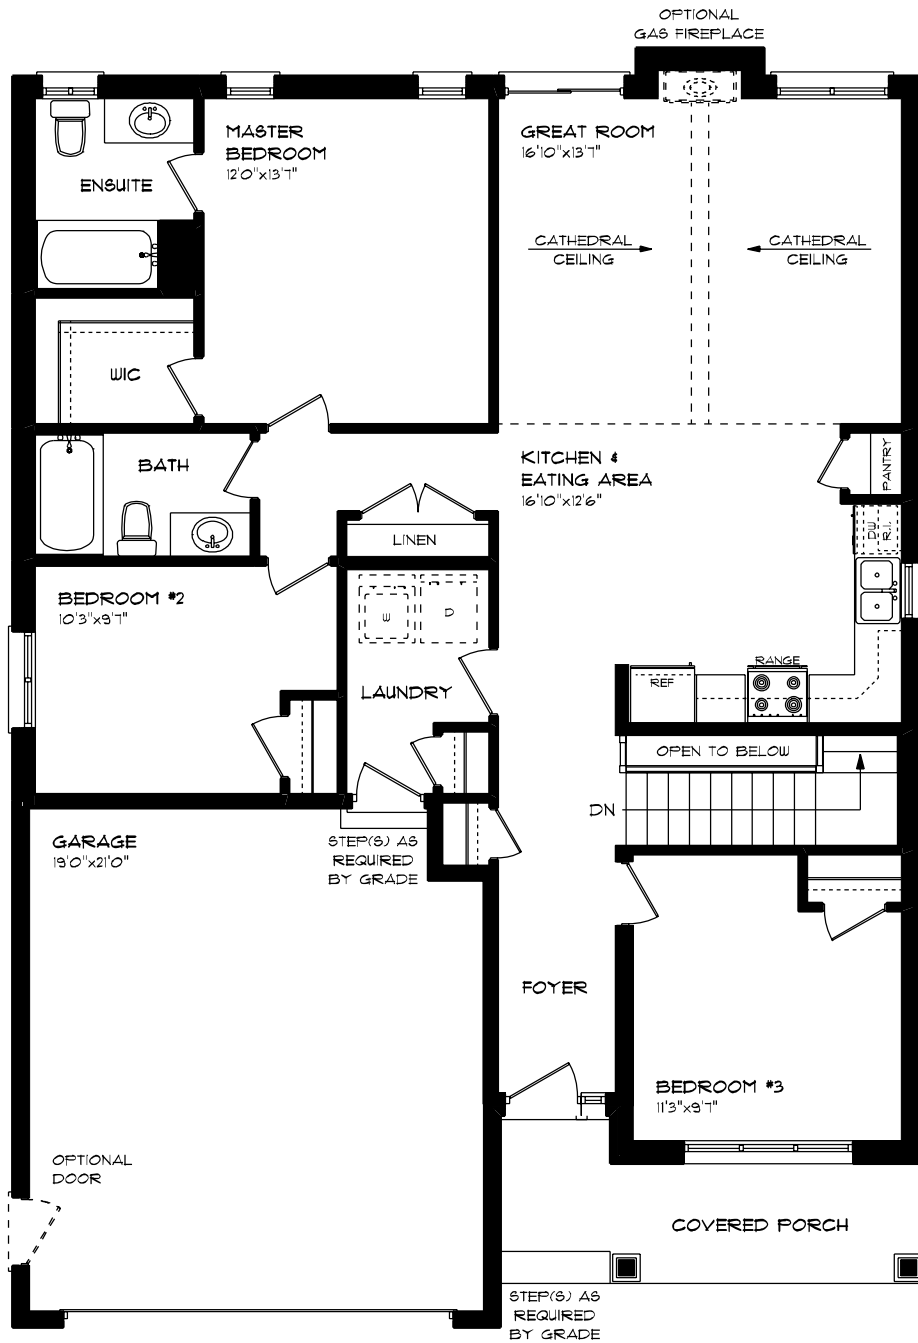 OPTIONAL
GAS FIREPLACE
MASTER
BEDROOM
12'0"x13'7"
GREAT ROOM
16'10"x13'7"
ENSUITE
CATHEDRAL
CEILING
CATHEDRAL
CEILING
WIC
BATH
KITCHEN &
EATING AREA
16'10"x12'6"
PANTRY
LINEN
DW
R.I.
BEDROOM #2
10'3"x9'7"
W
D
LAUNDRY
RANGE
REF
OPEN TO BELOW
DN
GARAGE
19'0"x21'0"
STEP(S) AS
REQUIRED
BY GRADE
FOYER
BEDROOM #3
11'3"x9'7"
OPTIONAL
DOOR
COVERED PORCH
STEP(S) AS
REQUIRED
BY GRADE